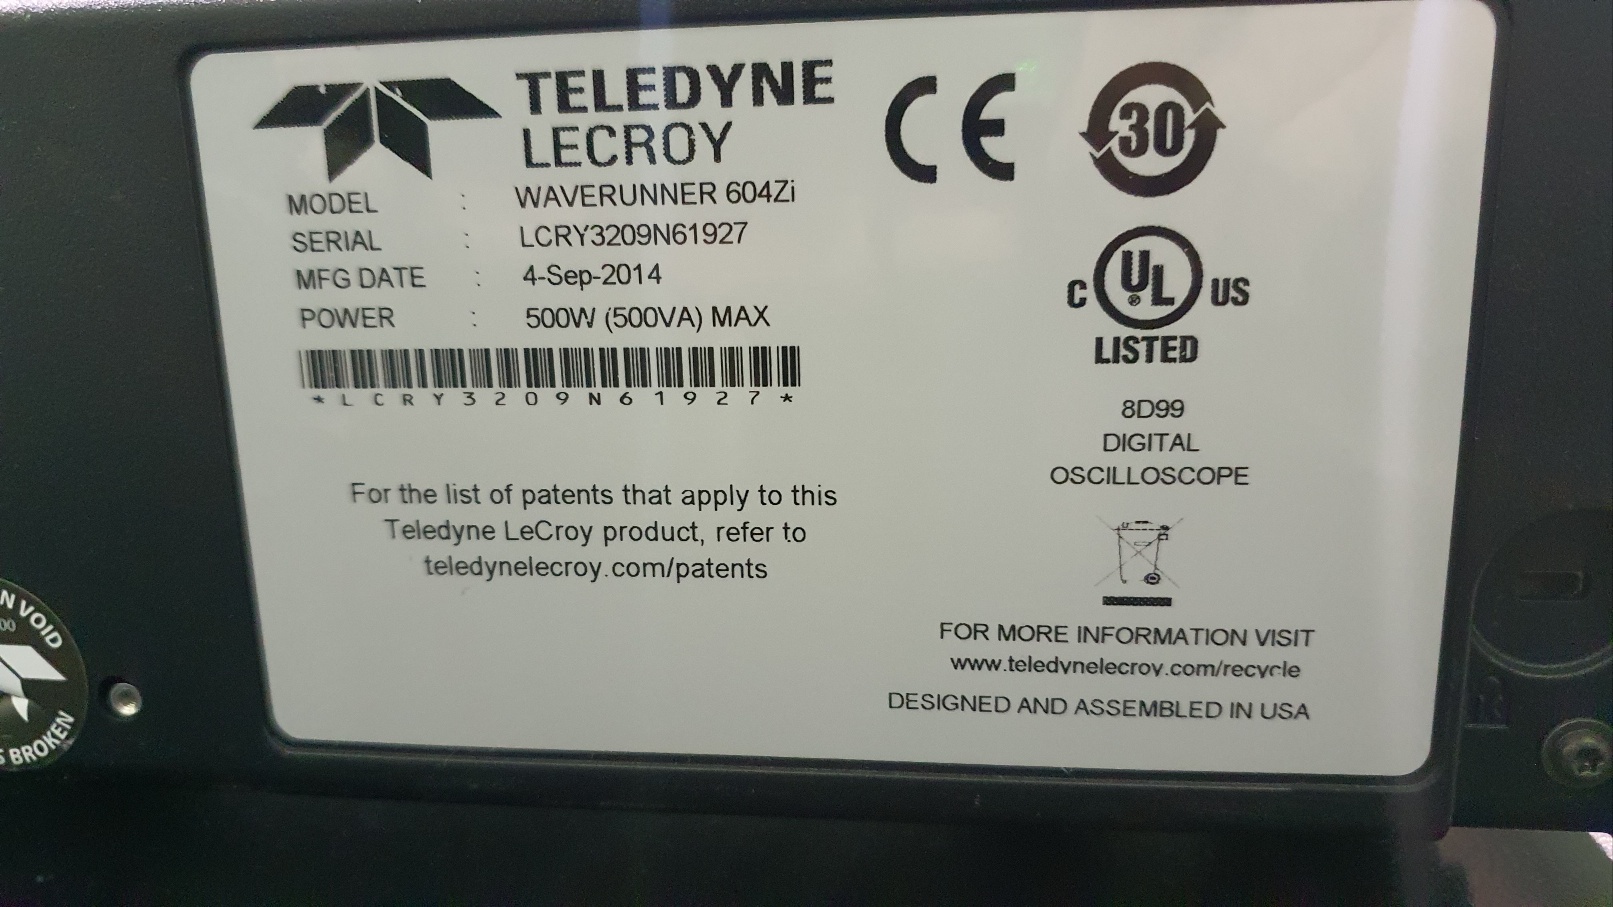 TELEDYNE
LECROY
MODEL : WAVERUNNER 604Zi
SERIAL : LCRY3209N61927
MFG DATE : 4-Sep-2014
POWER : 500W (500VA) MAX
*LCRY3209N61927*
For the list of patents that apply to this
Teledyne LeCroy product, refer to
teledynelecroy.com/patents
CE
30
C UL® US
LISTED
8D99
DIGITAL
OSCILLOSCOPE
FOR MORE INFORMATION VISIT
www.teledynelecroy.com/recycle
DESIGNED AND ASSEMBLED IN USA
VOID
BROKEN